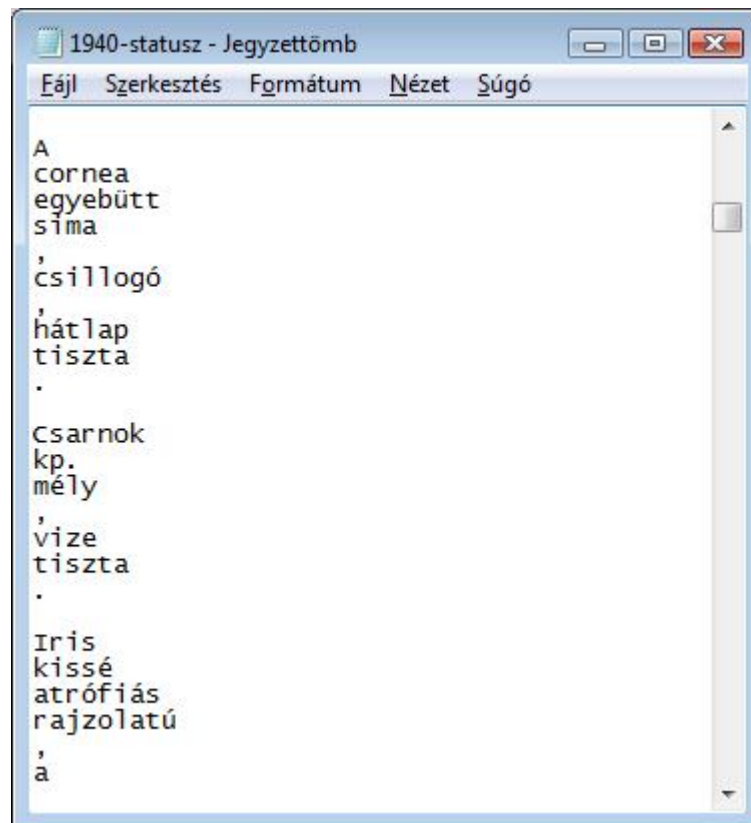 1940-statusz - Jegyzettömb
Fájl Szerkesztés Formátum Nézet Súgó
A
cornea
egyebütt
sima
,
csillogó
,
hátlap
tiszta
.
Csarnok
kp.
mély
,
vize
tiszta
.
Iris
kissé
atrófiás
rajzolatú
,
a